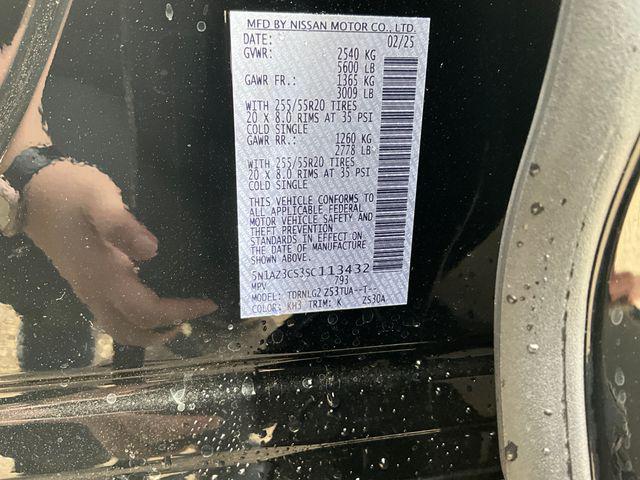 MFD BY NISSAN MOTOR CO., LTD.
DATE: 02/25
GVWR: 2540 KG
5600 LB
GAWR FR.: 1365 KG
3009 LB
WITH 255/55R20 TIRES
20 X 8.0 RIMS AT 35 PSI
COLD SINGLE
GAWR RR.: 1260 KG
2778 LB
WITH 255/55R20 TIRES
20 X 8.0 RIMS AT 35 PSI
COLD SINGLE
THIS VEHICLE CONFORMS TO
ALL APPLICABLE FEDERAL
MOTOR VEHICLE SAFETY AND
THEFT PREVENTION
STANDARDS IN EFFECT ON
THE DATE OF MANUFACTURE
SHOWN ABOVE.
5N1AZ3CS3SC113432
MPV 793
MODEL: TDRNLGZ Z53TUA--T--
COLOR: KH3 TRIM: K ZS30A